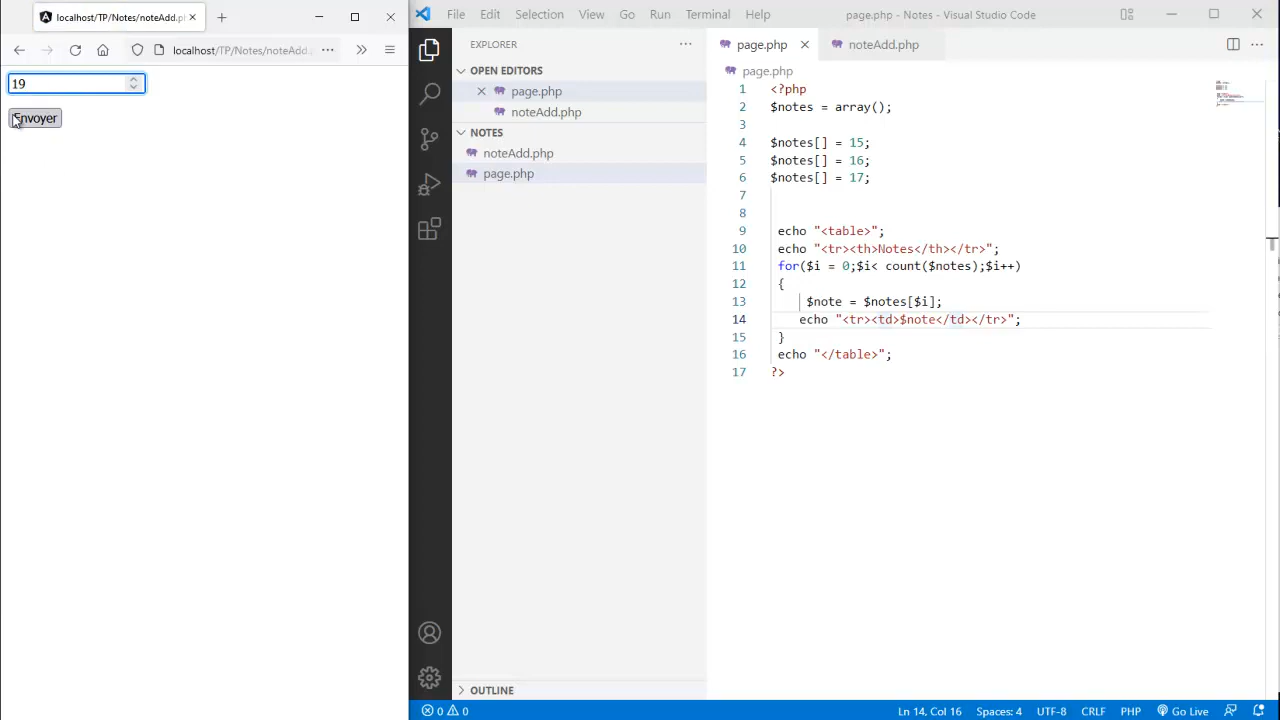 localhost/TP/Notes/noteAdd.pl
localhost/TP/Notes/noteAdd.
19
Envoyer
File Edit Selection View Go Run Terminal Help
page.php - Notes - Visual Studio Code
EXPLORER
OPEN EDITORS
page.php
noteAdd.php
NOTES
noteAdd.php
page.php
OUTLINE
page.php
noteAdd.php
page.php
1 <?php
2 $notes = array();
3
4 $notes[] = 15;
5 $notes[] = 16;
6 $notes[] = 17;
7
8
9 echo "<table>";
10 echo "<tr><th>Notes</th></tr>";
11 for($i = 0;$i< count($notes);$i++)
12 {
13 $note = $notes[$i];
14 echo "<tr><td>$note</td></tr>";
15 }
16 echo "</table>";
17 ?>
0 0
Ln 14, Col 16 Spaces: 4 UTF-8 CRLF PHP Go Live